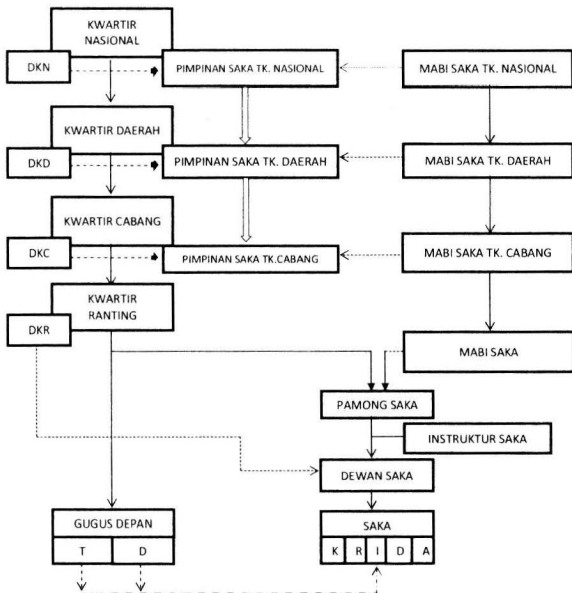 KWARTIR
NASIONAL
DKN
PIMPINAN SAKA TK. NASIONAL
MABI SAKA TK. NASIONAL
KWARTIR DAERAH
DKD
PIMPINAN SAKA TK. DAERAH
MABI SAKA TK. DAERAH
KWARTIR CABANG
DKC
PIMPINAN SAKA TK.CABANG
MABI SAKA TK. CABANG
KWARTIR
RANTING
DKR
MABI SAKA
PAMONG SAKA
INSTRUKTUR SAKA
DEWAN SAKA
GUGUS DEPAN
T D
SAKA
K R I D A